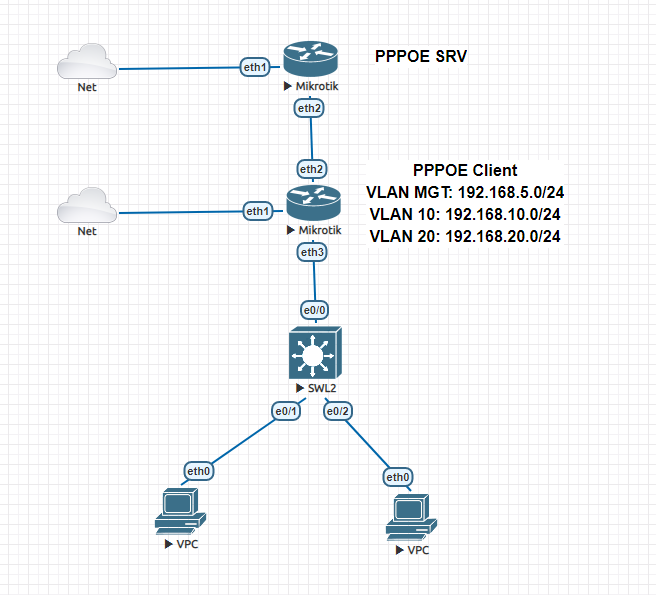 PPPOE SRV
eth1
Net
Mikrotik
eth2
eth2
PPPOE Client
VLAN MGT: 192.168.5.0/24
VLAN 10: 192.168.10.0/24
VLAN 20: 192.168.20.0/24
eth1
Net
Mikrotik
eth3
e0/0
SWL2
e0/1
e0/2
eth0
eth0
VPC
VPC